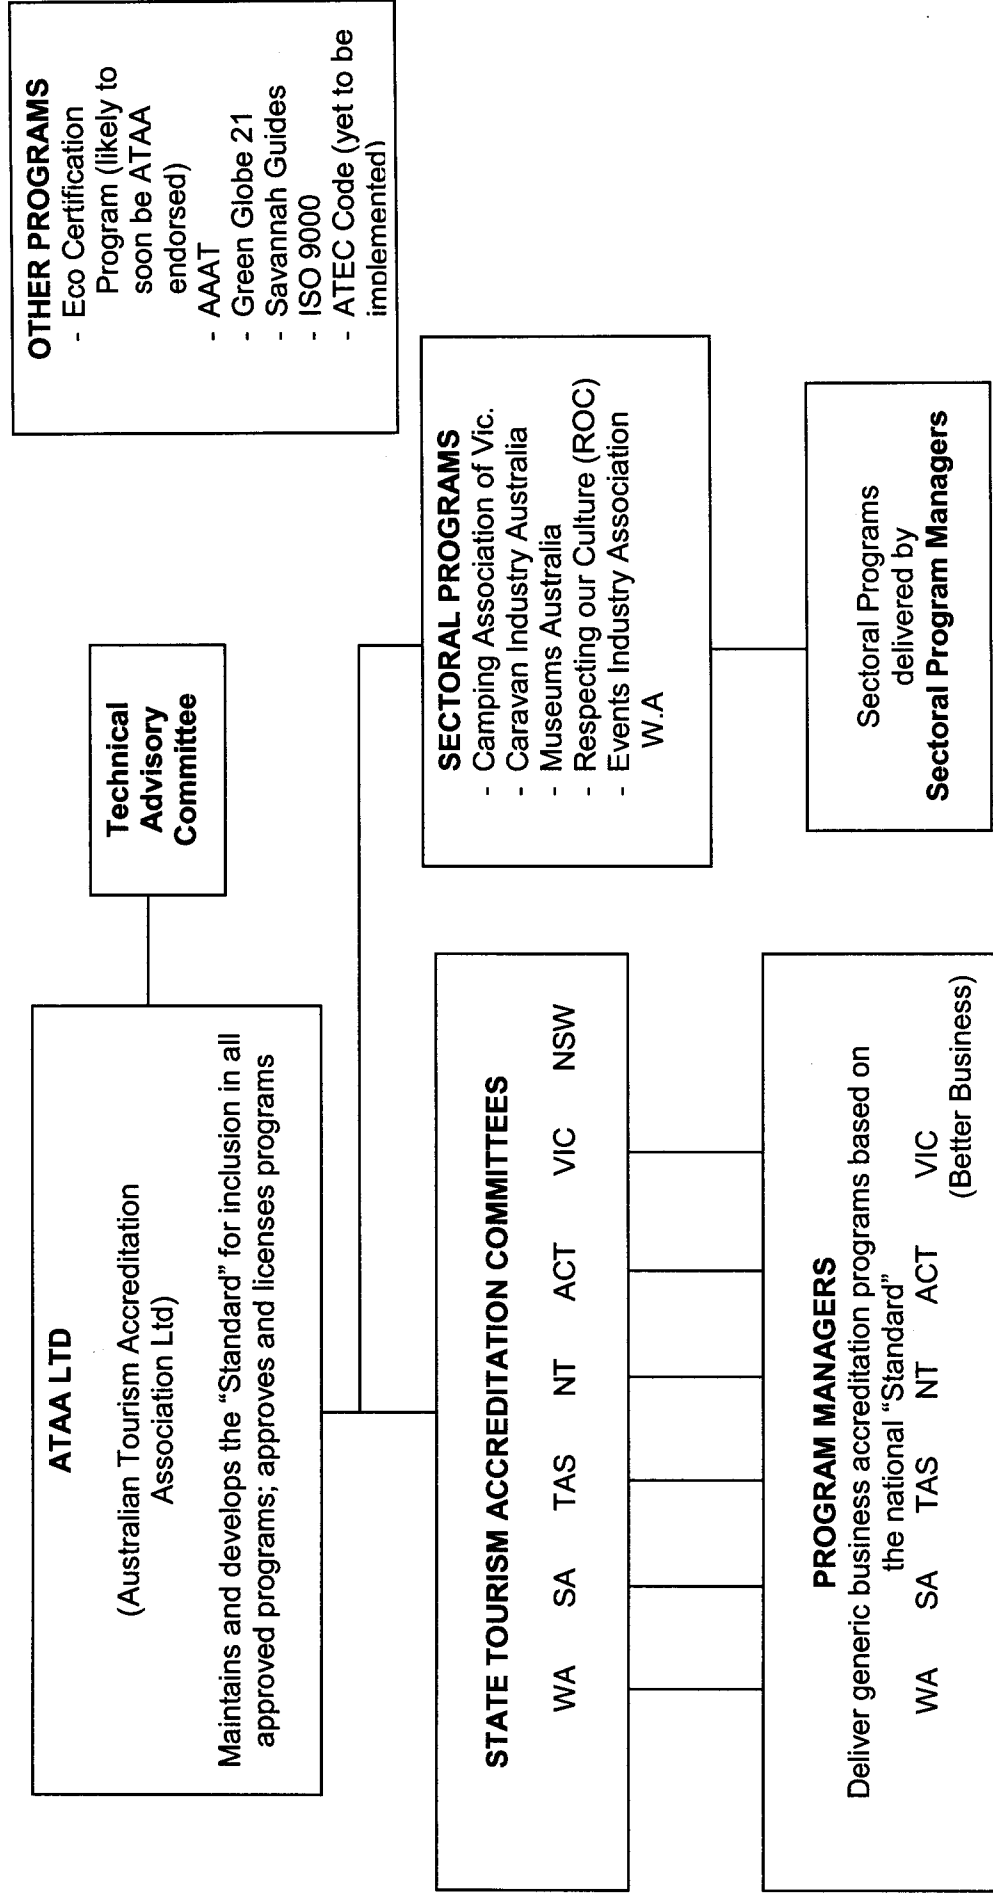 ATAA LTD
(Australian Tourism Accreditation
Association Ltd)
Maintains and develops the “Standard” for inclusion in all
approved programs; approves and licenses programs
Technical
Advisory
Committee
OTHER PROGRAMS
- Eco Certification
Program (likely to
soon be ATAA
endorsed)
- AAAT
- Green Globe 21
- Savannah Guides
- ISO 9000
- ATEC Code (yet to be
implemented)
STATE TOURISM ACCREDITATION COMMITTEES
WA SA TAS NT ACT VIC NSW
SECTORAL PROGRAMS
- Camping Association of Vic.
- Caravan Industry Australia
- Museums Australia
- Respecting our Culture (ROC)
- Events Industry Association
W.A
PROGRAM MANAGERS
Deliver generic business accreditation programs based on
the national “Standard”
WA SA TAS NT ACT VIC
(Better Business)
Sectoral Programs
delivered by
Sectoral Program Managers